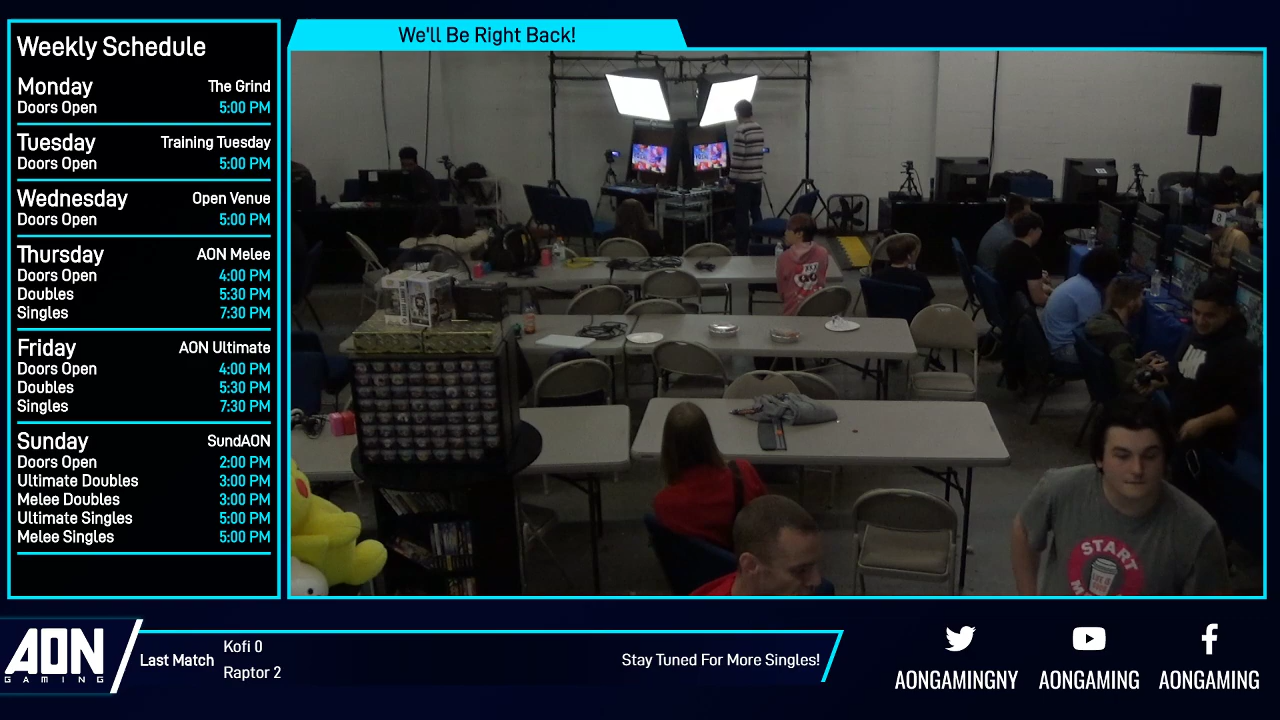 We'll Be Right Back!
Weekly Schedule
Monday The Grind
Doors Open 5:00 PM
Tuesday Training Tuesday
Doors Open 5:00 PM
Wednesday Open Venue
Doors Open 5:00 PM
Thursday AON Melee
Doors Open 4:00 PM
Doubles 5:30 PM
Singles 7:30 PM
Friday AON Ultimate
Doors Open 4:00 PM
Doubles 5:30 PM
Singles 7:30 PM
Sunday SundAON
Doors Open 2:00 PM
Ultimate Doubles 3:00 PM
Melee Doubles 3:00 PM
Ultimate Singles 5:00 PM
Melee Singles 5:00 PM
START
AON
GAMING
Last Match
Kofi 0
Raptor 2
Stay Tuned For More Singles!
AONGAMINGNY
AONGAMING
AONGAMING